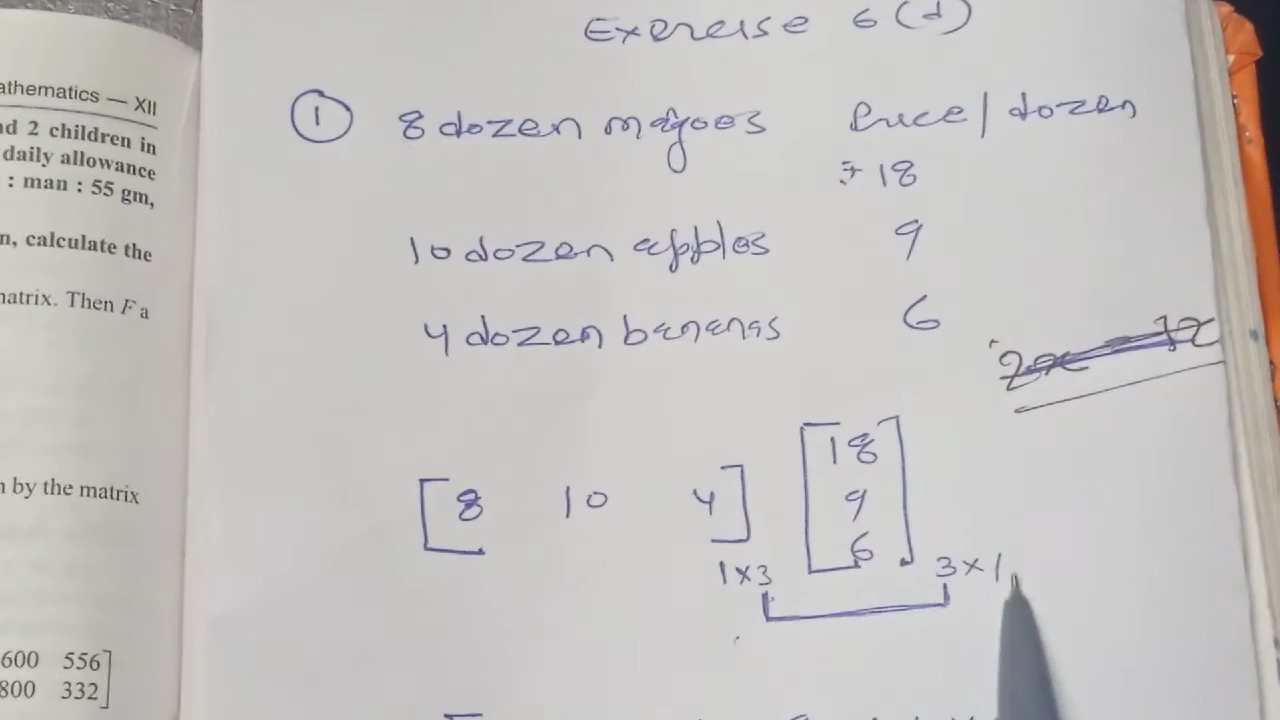 Exercise 6 (d)
athematics — XII
nd 2 children in
daily allowance
: man : 55 gm,
n, calculate the
natrix. Then F a
n by the matrix
600 556]
800 332
① 8 dozen mangoes Price / dozen
18
10 dozen apples 9
4 dozen bananas 6
[8 10 4] 1×3 [18
9
6] 3×1